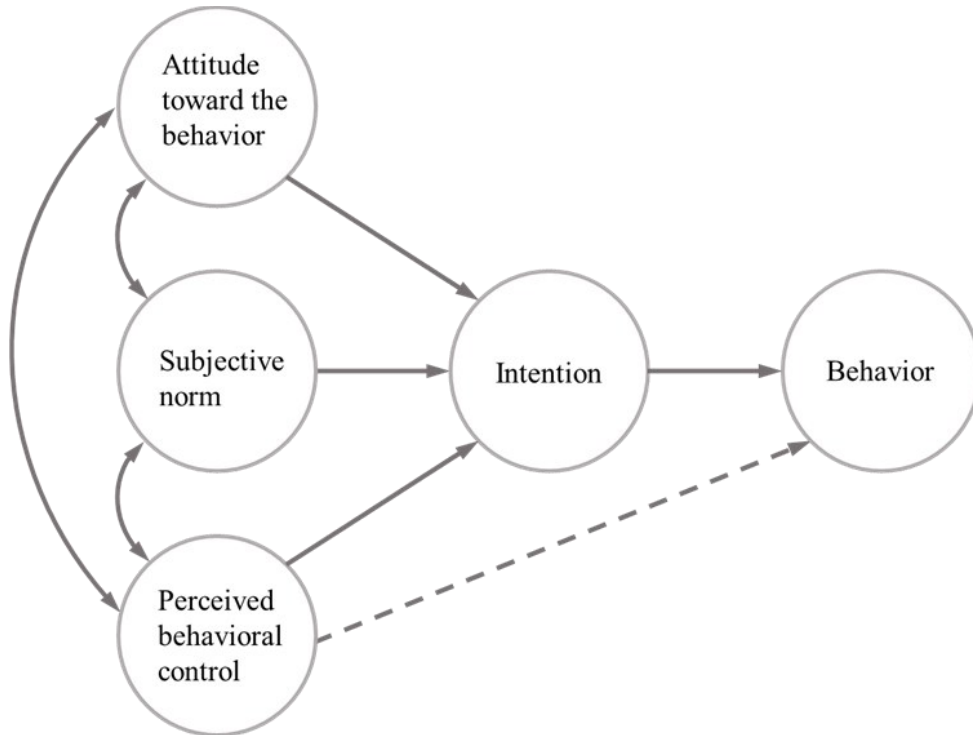 Attitude
toward the
behavior
Subjective
norm
Intention
Behavior
Perceived
behavioral
control